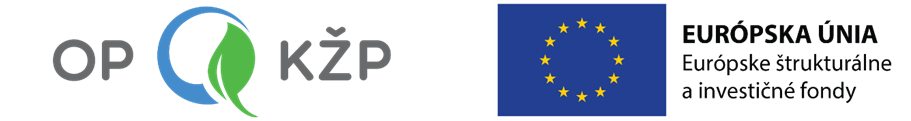 OP KŽP
EURÓPSKA ÚNIA
Európske štrukturálne
a investičné fondy